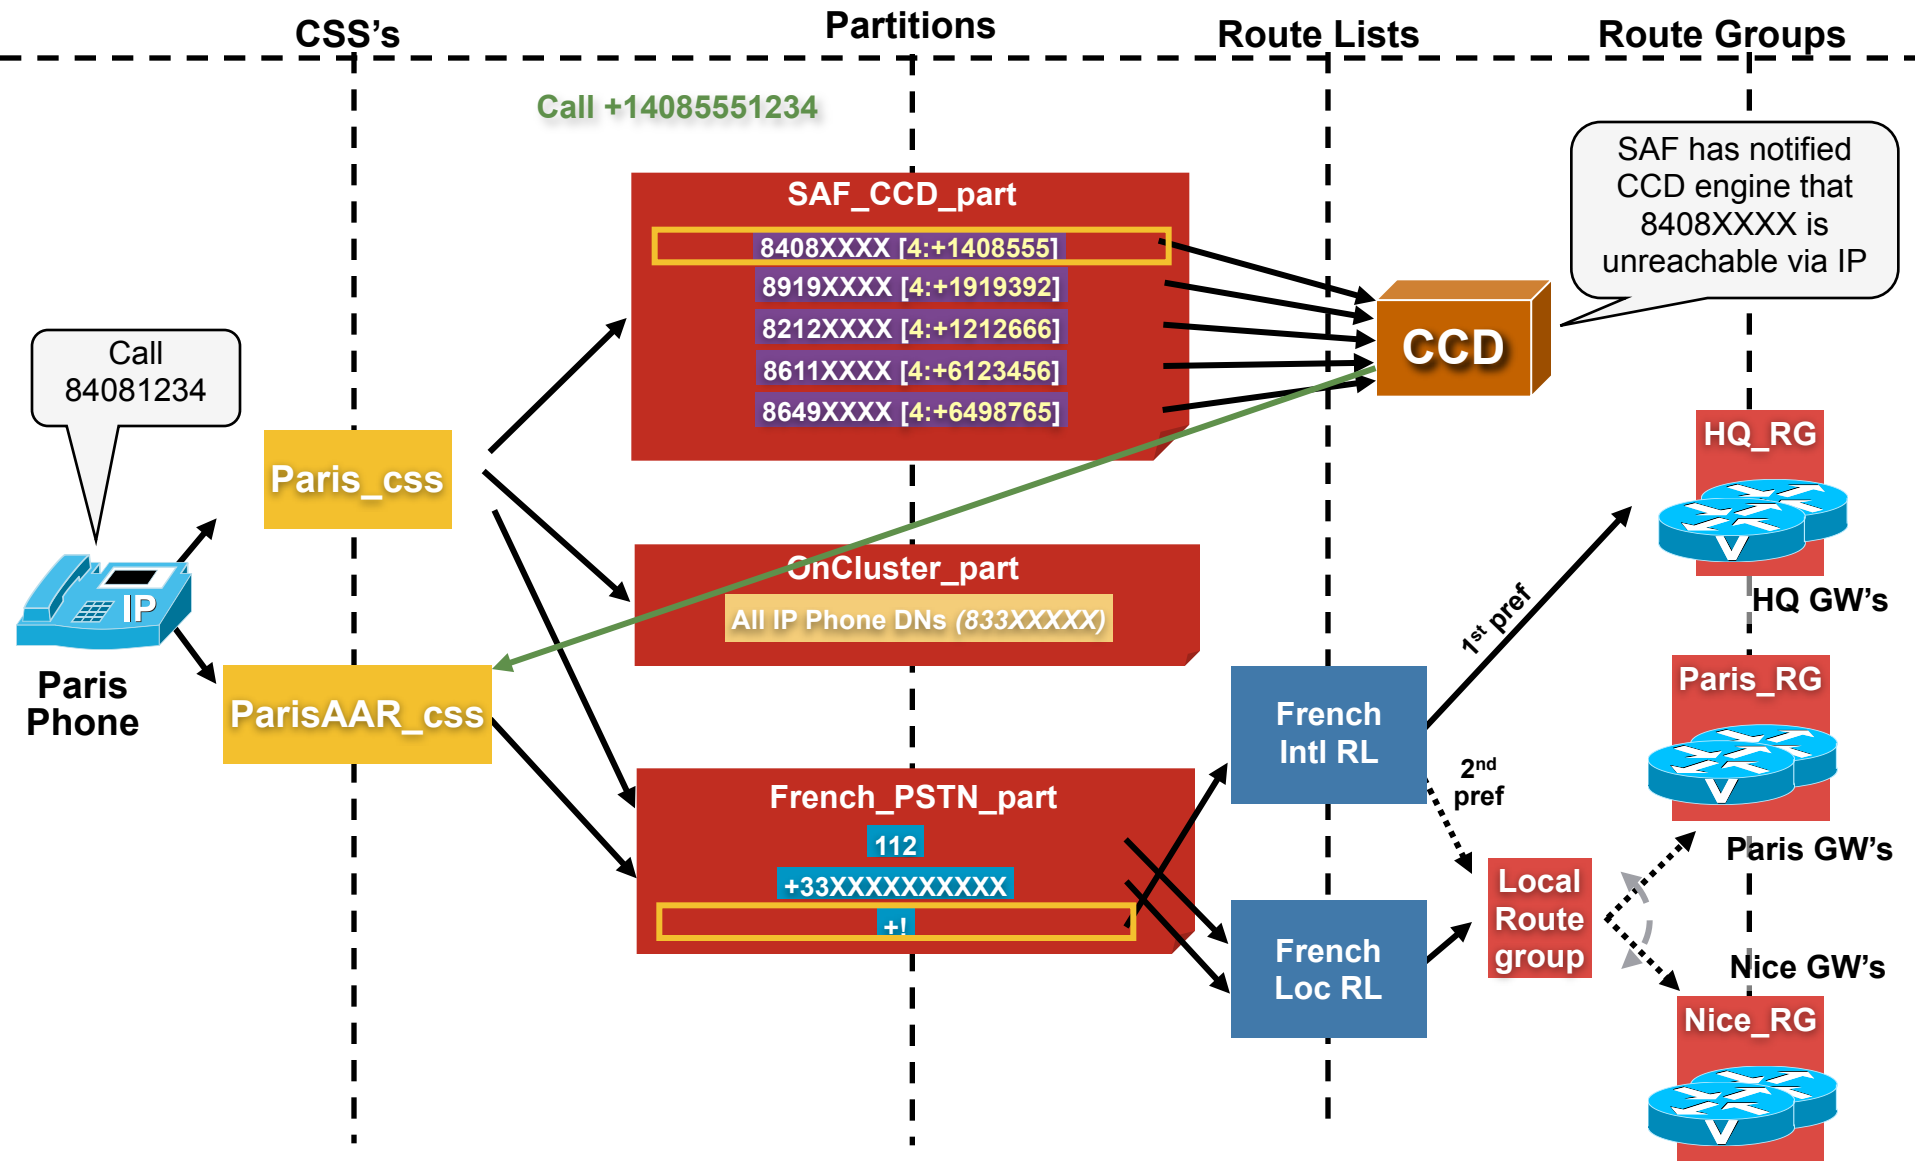 CSS's
Partitions
Route Lists
Route Groups
Call +14085551234
SAF has notified
CCD engine that
8408XXXX is
unreachable via IP
SAF_CCD_part
8408XXXX [4:+1408555]
8919XXXX [4:+1919392]
8212XXXX [4:+1212666]
8611XXXX [4:+6123456]
8649XXXX [4:+6498765]
CCD
Call
84081234
Paris_css
HQ_RG
V
HQ GW's
IP
Paris
Phone
OnCluster_part
All IP Phone DNs (833XXXXX)
1st pref
ParisAAR_css
French
Intl RL
2nd
pref
Paris_RG
V
Paris GW's
French_PSTN_part
112
+33XXXXXXXXXX
+!
French
Loc RL
Local
Route
group
Nice GW's
Nice_RG
V